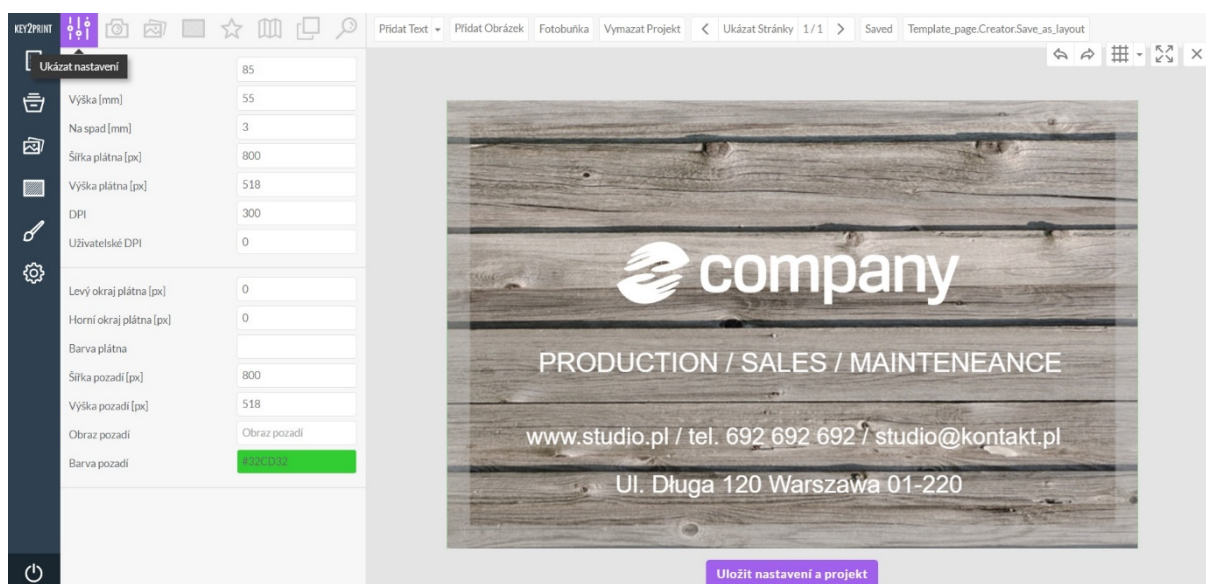 KEY2PRINT
Přidat Text
Přidat Obrázek
Fotobuňka
Vymazat Projekt
Ukázat Stránky 1 / 1
Saved
Template_page.Creator.Save_as_layout
Ukázat nastavení
85
Výška [mm] 55
Na spad [mm] 3
Šířka plátna [px] 800
Výška plátna [px] 518
DPI 300
Uživatelské DPI 0
Levý okraj plátna [px] 0
Horní okraj plátna [px] 0
Barva plátna
Šířka pozadí [px] 800
Výška pozadí [px] 518
Obraz pozadí Obraz pozadí
Barva pozadí #32CD32
company
PRODUCTION / SALES / MAINTENEANCE
www.studio.pl / tel. 692 692 692 / studio@kontakt.pl
Ul. Długa 120 Warszawa 01-220
Uložit nastavení a projekt